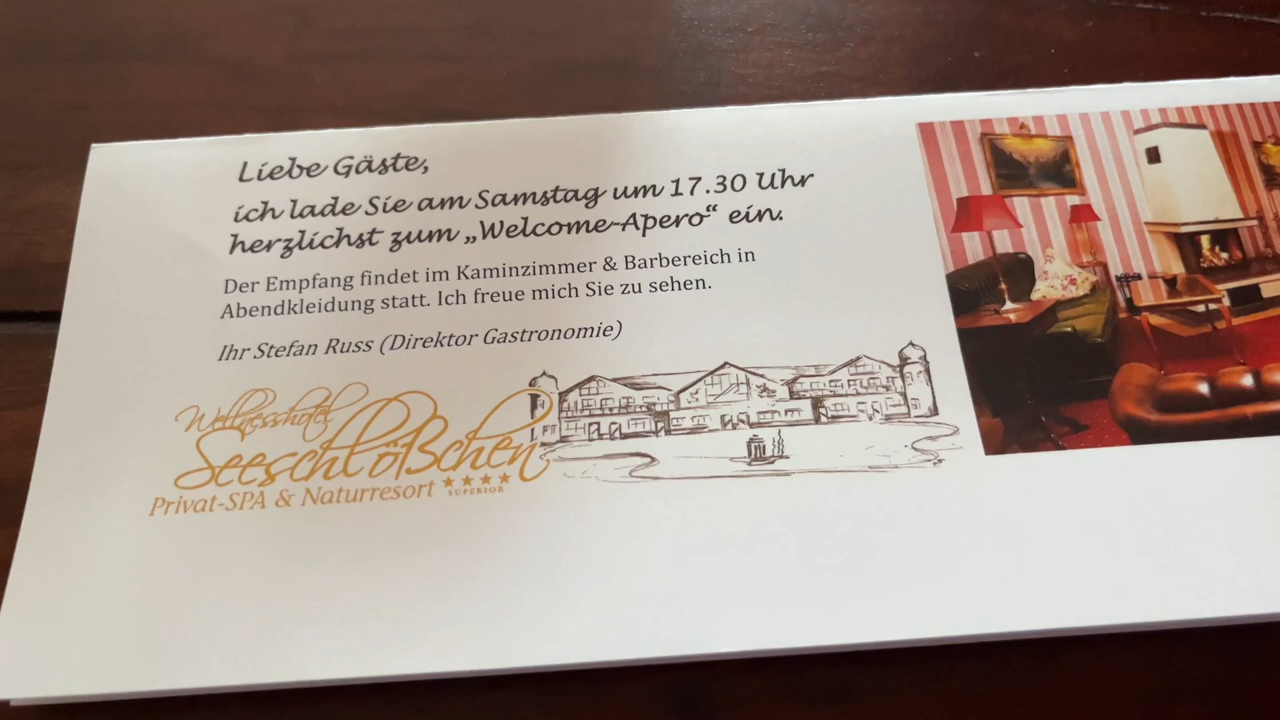 Liebe Gäste,
ich lade Sie am Samstag um 17.30 Uhr
herzlichst zum „Welcome-Apero“ ein.
Der Empfang findet im Kaminzimmer & Barbereich in
Abendkleidung statt. Ich freue mich Sie zu sehen.
Ihr Stefan Russ (Direktor Gastronomie)
Wellnesshotel
Seeschlößchen
Privat-SPA & Naturresort ★★★★
SUPERIOR